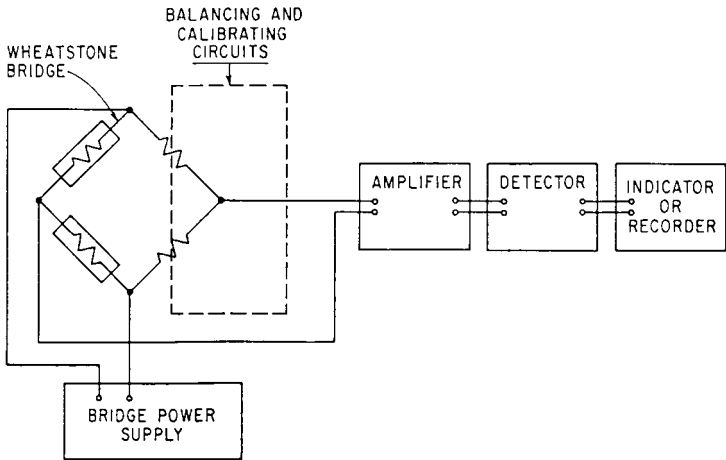 BALANCING AND
CALIBRATING
CIRCUITS
WHEATSTONE
BRIDGE
AMPLIFIER
DETECTOR
INDICATOR
OR
RECORDER
BRIDGE POWER
SUPPLY